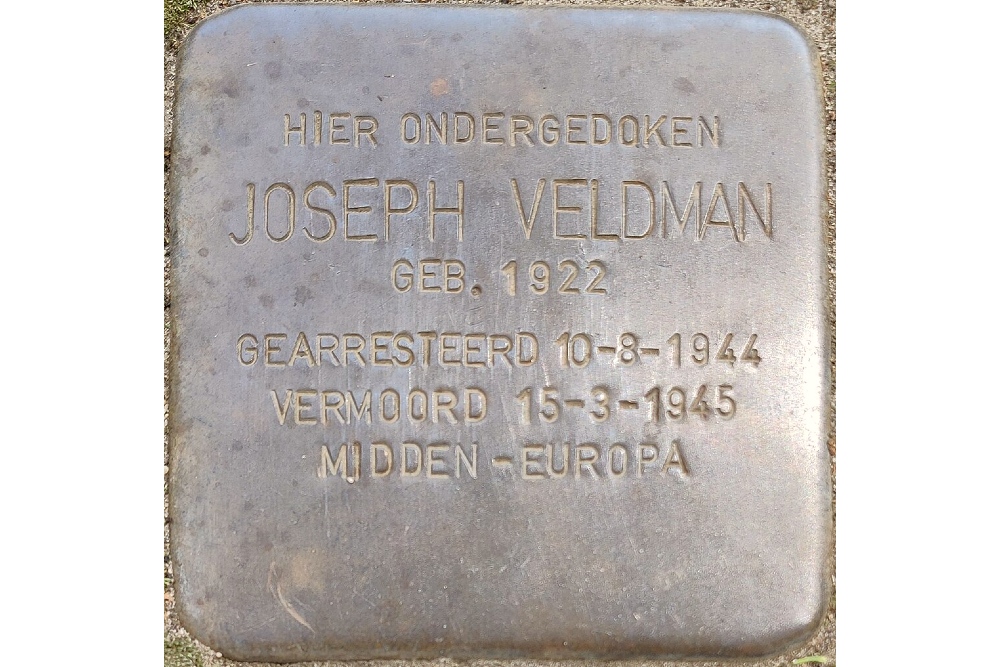 HIER ONDERGEDOKEN
JOSEPH VELDMAN
GEB. 1922
GEARRESTEERD 10-8-1944
VERMOORD 15-3-1945
MIDDEN-EUROPA